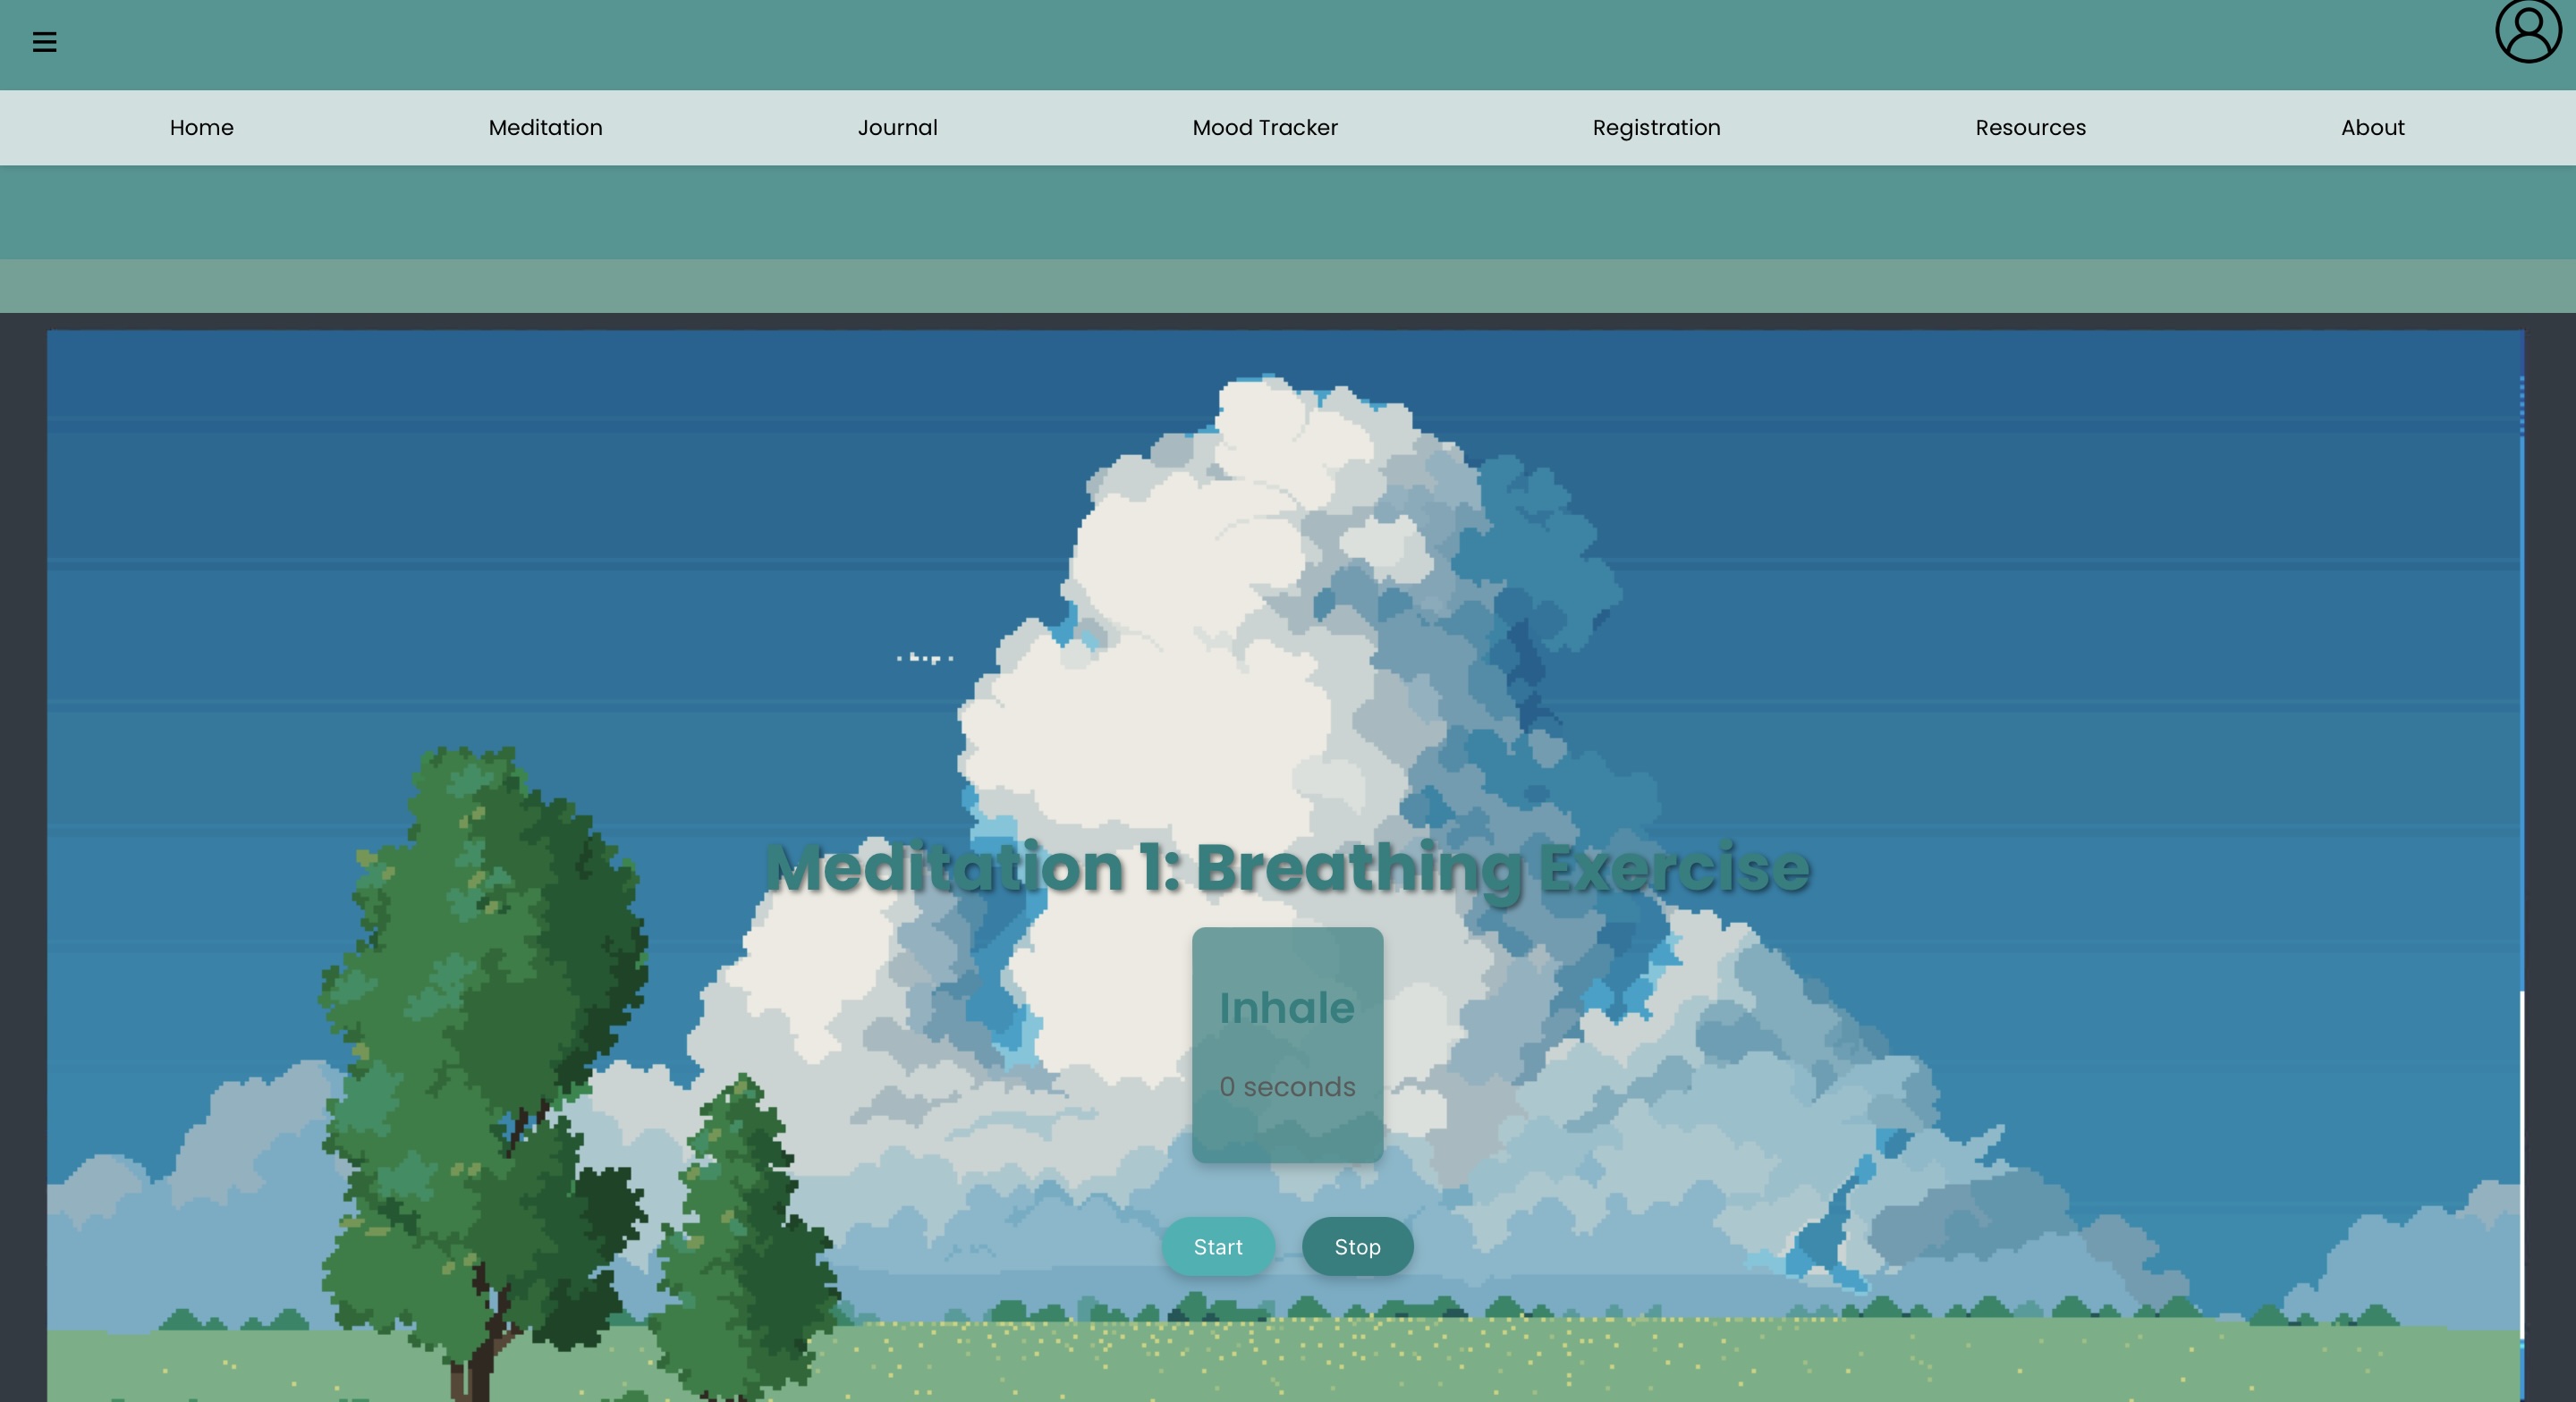 Home Meditation Journal Mood Tracker Registration Resources About
Meditation 1: Breathing Exercise
Inhale
0 seconds
Start Stop